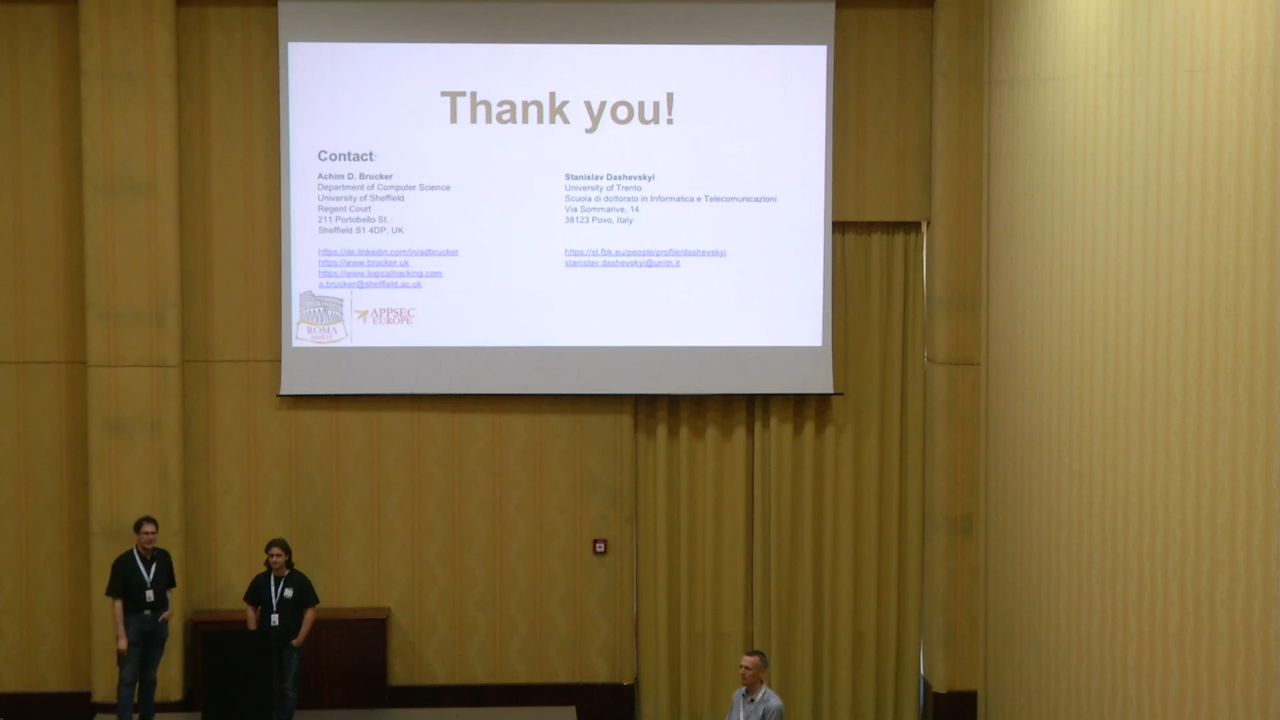 Thank you!
Contact:
Achim D. Brucker
Department of Computer Science
University of Sheffield
Regent Court
211 Portobello St.
Sheffield S1 4DP, UK
https://de.linkedin.com/in/adbrucker
https://www.brucker.uk
https://www.logicalhacking.com
a.brucker@sheffield.ac.uk
Stanislav Dashevskyi
University of Trento
Scuola di dottorato in Informatica e Telecomunicazioni
Via Sommarive, 14
38123 Povo, Italy
https://st.fbk.eu/people/profile/dashevskyi
stanislav.dashevskyi@unitn.it
ROMA
APPSEC
EUROPE